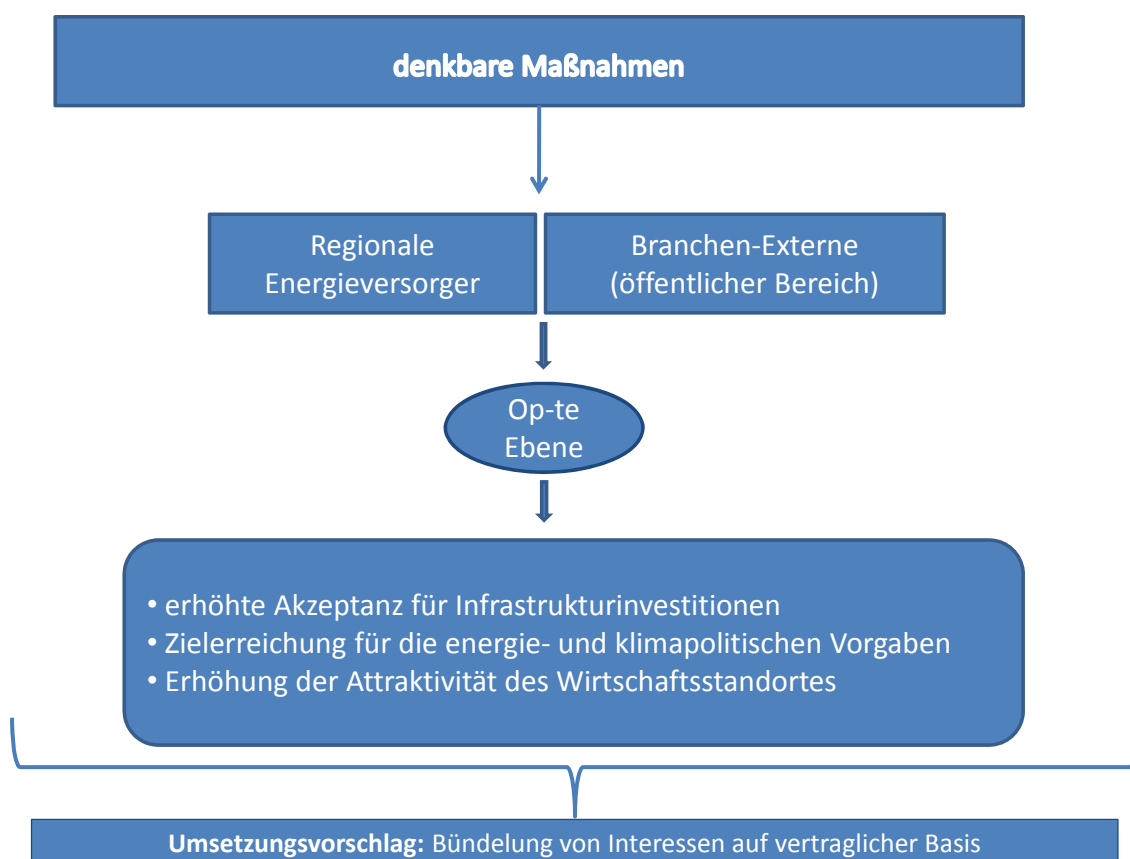 denkbare Maßnahmen
Regionale
Energieversorger
Branchen-Externe
(öffentlicher Bereich)
Op-te
Ebene
• erhöhte Akzeptanz für Infrastrukturinvestitionen
• Zielerreichung für die energie- und klimapolitischen Vorgaben
• Erhöhung der Attraktivität des Wirtschaftsstandortes
Umsetzungsvorschlag: Bündelung von Interessen auf vertraglicher Basis